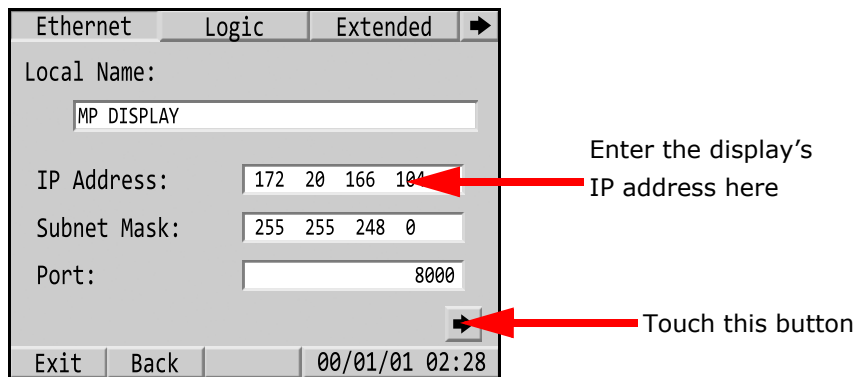 Ethernet Logic Extended
Local Name:
MP DISPLAY
IP Address: 172 20 166 104
Subnet Mask: 255 255 248 0
Port: 8000
Exit Back 00/01/01 02:28
Enter the display’s
IP address here
Touch this button